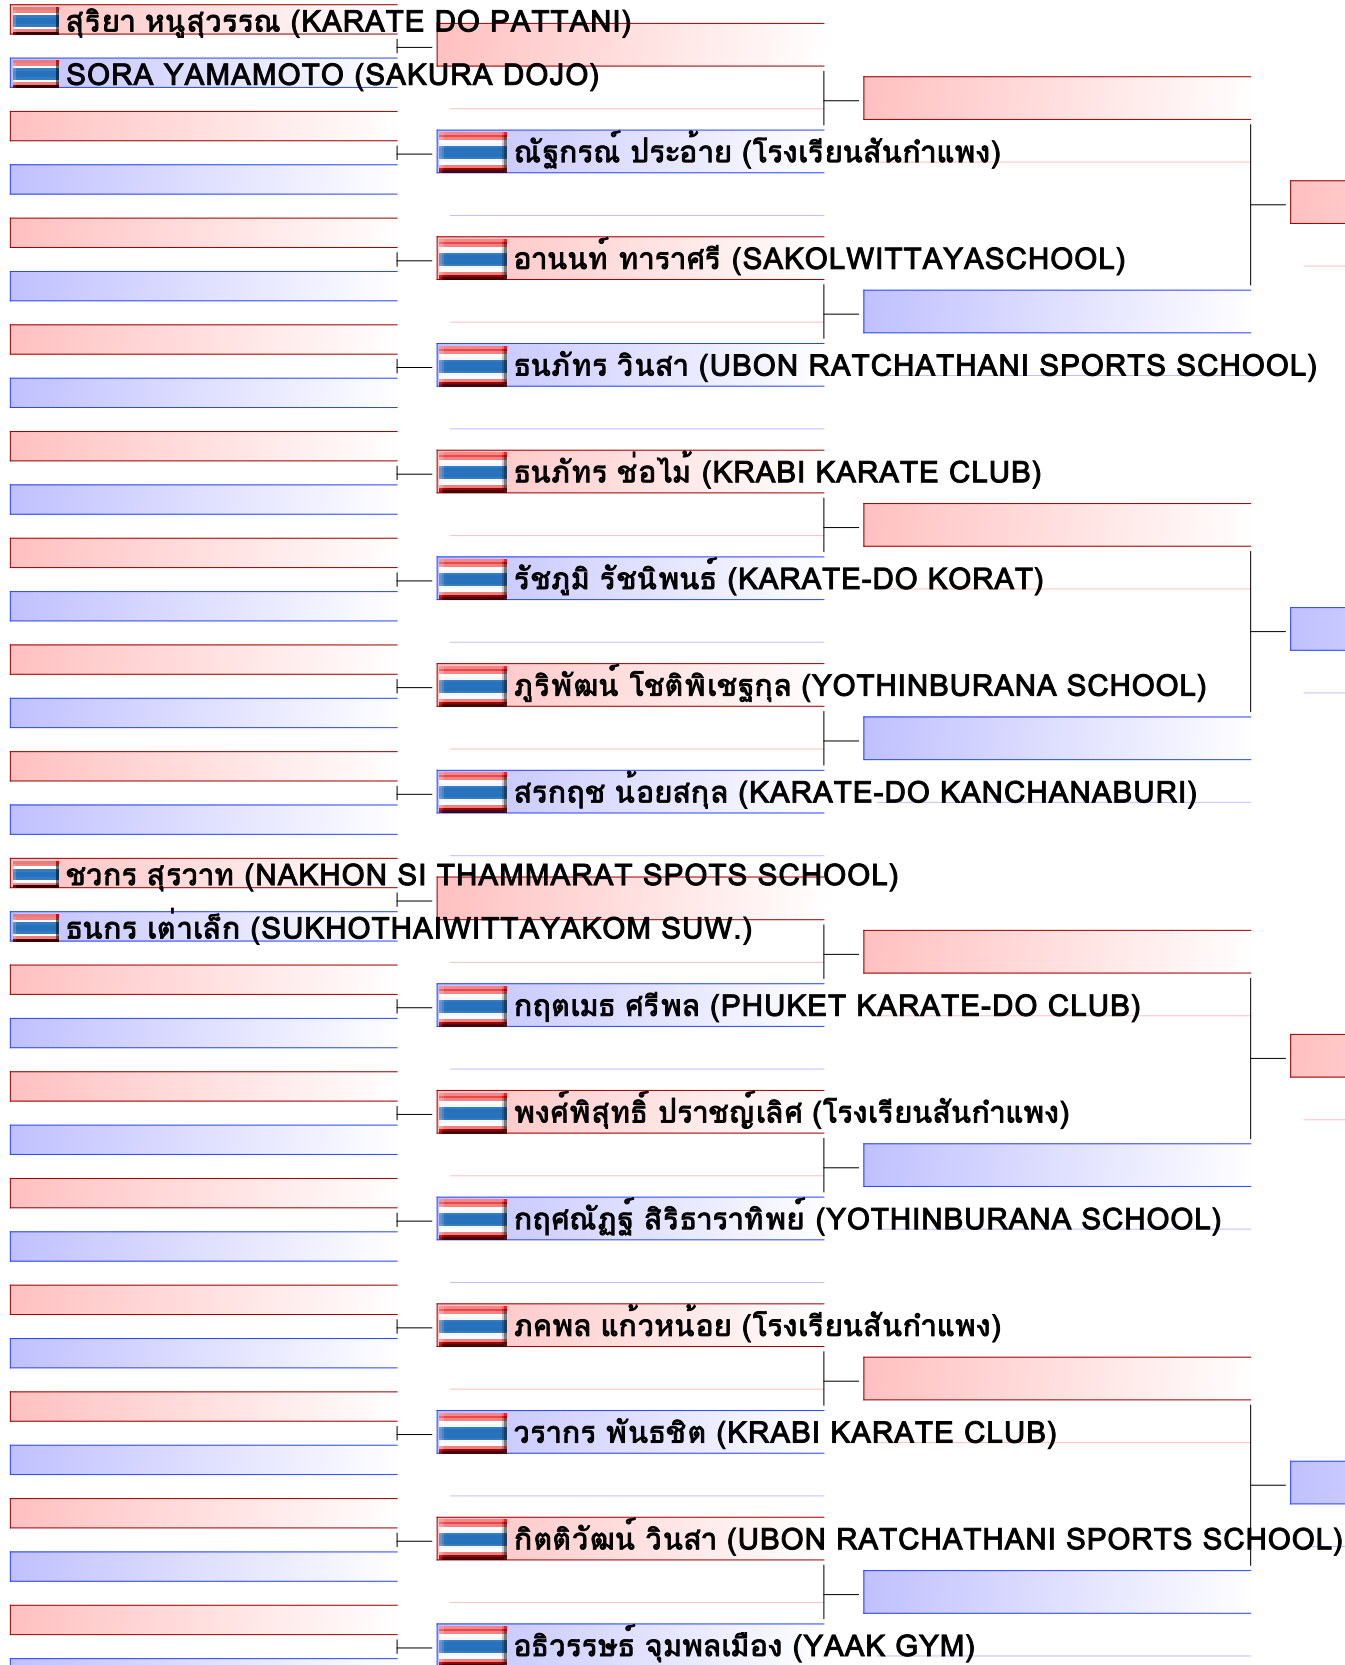 สุริยา หนูสุวรรณ (KARATE DO PATTANI)
SORA YAMAMOTO (SAKURA DOJO)
ณัฐกรณ์ ประอ้าย (โรงเรียนสันกำแพง)
อานนท์ ทาราศรี (SAKOLWITTAYASCHOOL)
ธนภัทร วินสา (UBON RATCHATHANI SPORTS SCHOOL)
ธนภัทร ช่อไม้ (KRABI KARATE CLUB)
รัชภูมิ รัชนิพนธ์ (KARATE-DO KORAT)
ภูริพัฒน์ โชติพิเชฐกุล (YOTHINBURANA SCHOOL)
สรกฤช น้อยสกุล (KARATE-DO KANCHANABURI)
ชวกร สุรวาท (NAKHON SI THAMMARAT SPOTS SCHOOL)
ธนกร เต่าเล็ก (SUKHOTHAIWITTAYAKOM SUW.)
กฤตเมธ ศรีพล (PHUKET KARATE-DO CLUB)
พงศ์พิสุทธิ์ ปราชญ์เลิศ (โรงเรียนสันกำแพง)
กฤศณัฏฐ์ สิริธาราทิพย์ (YOTHINBURANA SCHOOL)
ภคพล แก้วหน้อย (โรงเรียนสันกำแพง)
วรากร พันธชิต (KRABI KARATE CLUB)
กิตติวัฒน์ วินสา (UBON RATCHATHANI SPORTS SCHOOL)
อธิวรรษธ์ จุมพลเมือง (YAAK GYM)